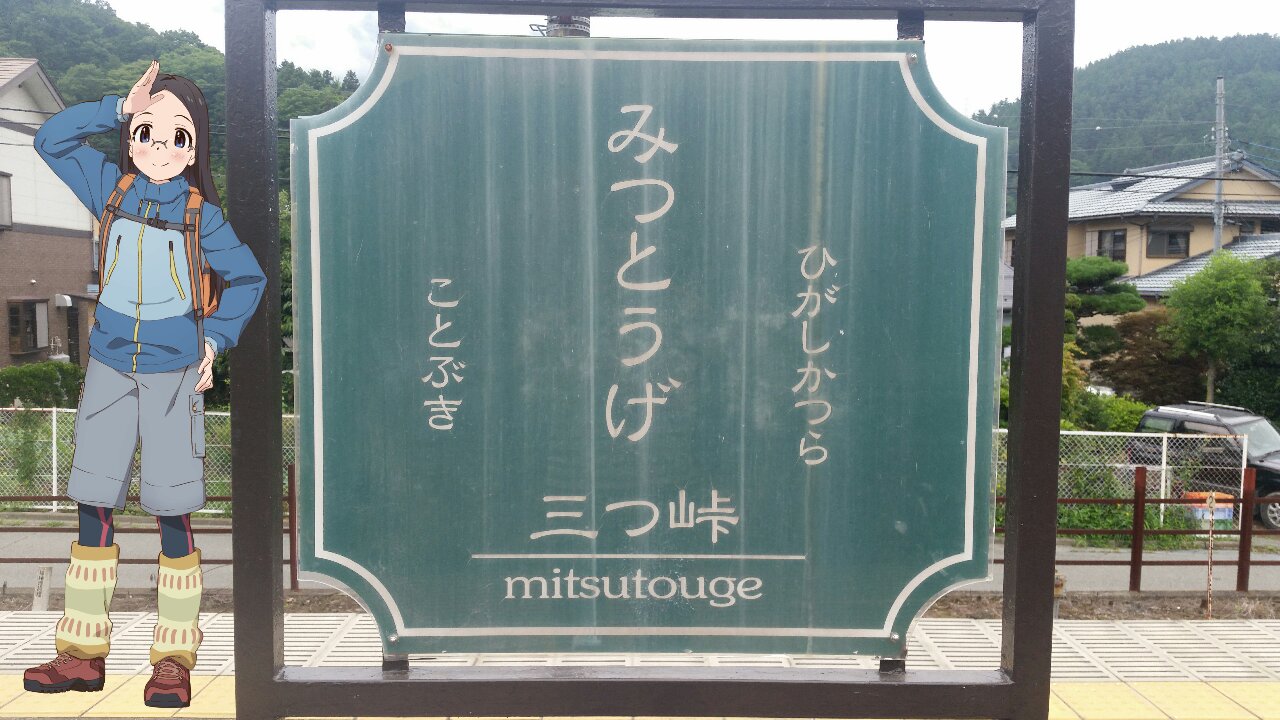 みつとうげ
ひがしかつら
ことぶき
三つ峠
mitsutouge